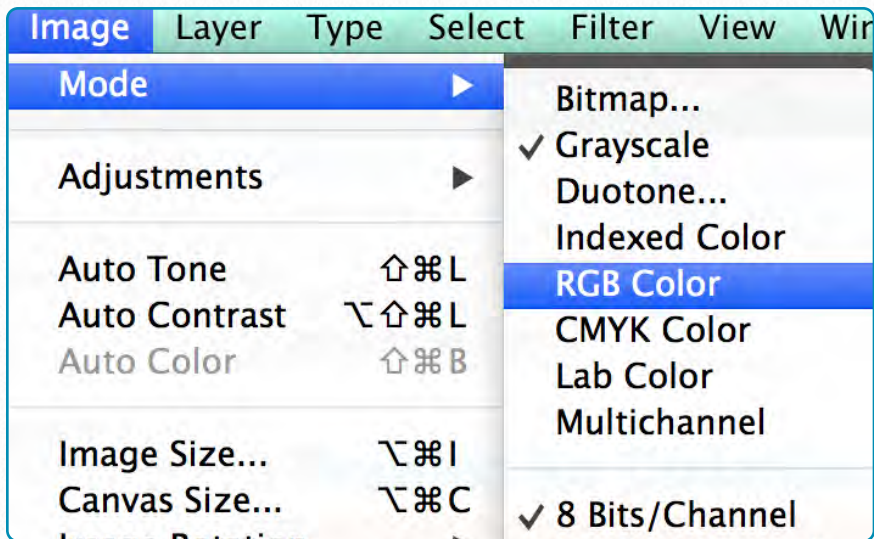 Image Layer Type Select Filter View
Mode ▶
Adjustments ▶
Auto Tone ⇧⌘L
Auto Contrast ⌥⇧⌘L
Auto Color ⇧⌘B
Image Size... ⌥⌘I
Canvas Size... ⌥⌘C
Bitmap...
✓ Grayscale
Duotone...
Indexed Color
RGB Color
CMYK Color
Lab Color
Multichannel
✓ 8 Bits/Channel